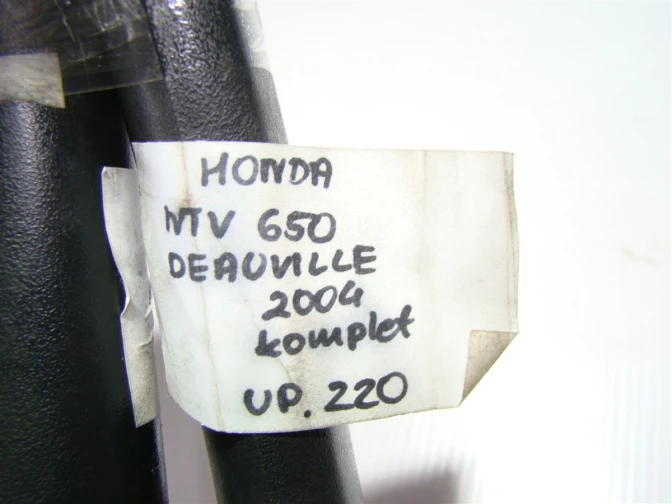 HONDA
NTV 650
DEAUVILLE
2004
komplet
UP. 220